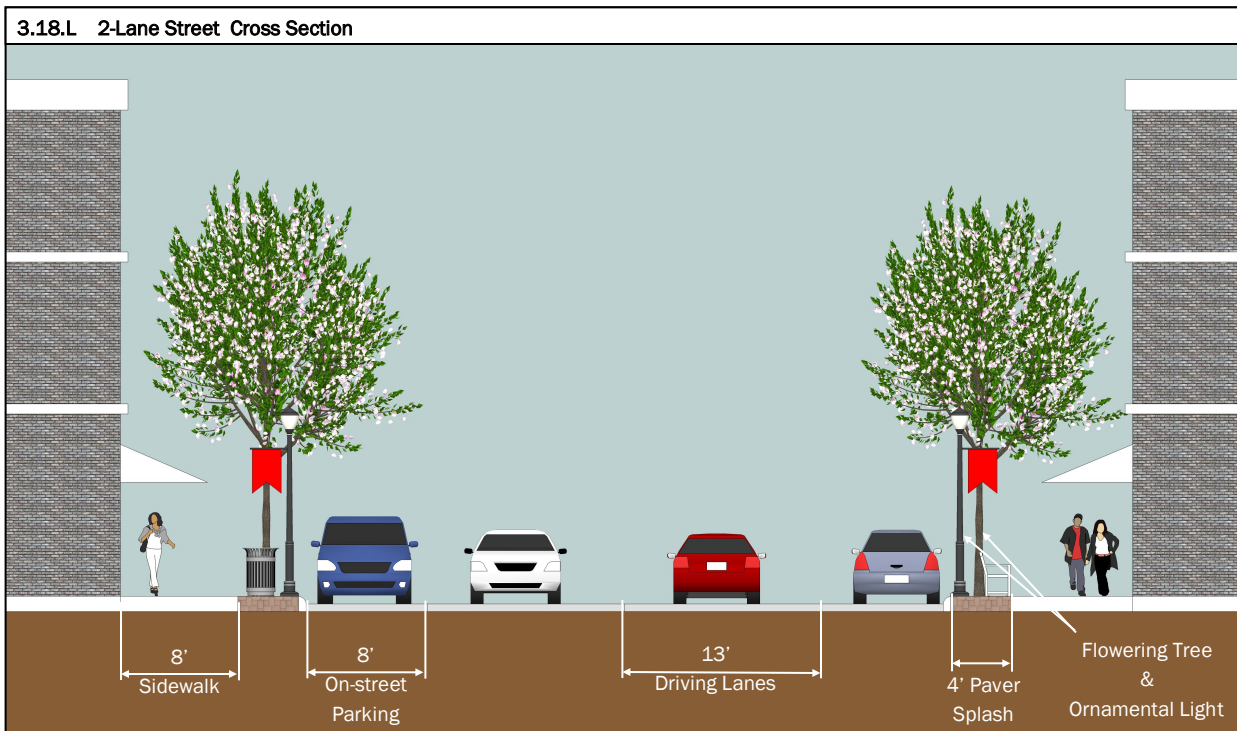 3.18.L 2-Lane Street Cross Section
8’
Sidewalk
8’
On-street
Parking
13’
Driving Lanes
4’ Paver
Splash
Flowering Tree
&
Ornamental Light